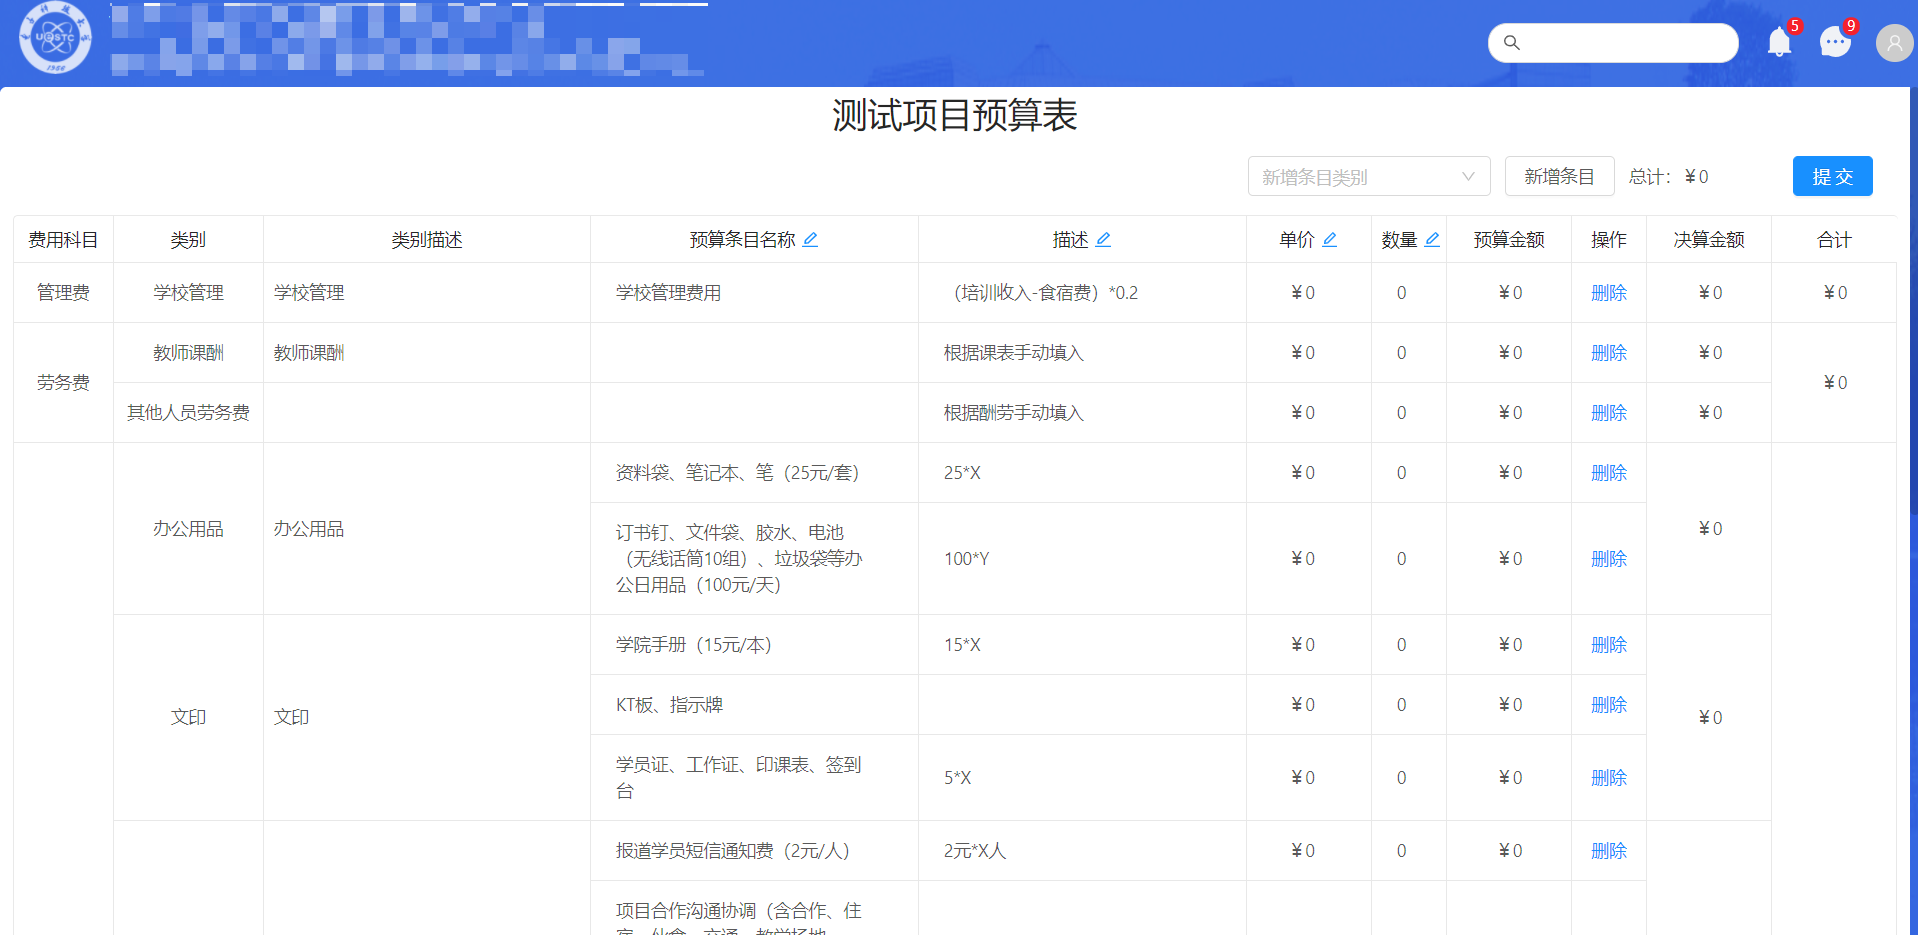 UESTC
1956
5
9
测试项目预算表
新增条目类别 新增条目 总计：¥ 0 提 交
费用科目 类别 类别描述 预算条目名称 描述 单价 数量 预算金额 操作 决算金额 合计
管理费 学校管理 学校管理 学校管理费用 （培训收入-食宿费）*0.2 ¥ 0 0 ¥ 0 删除 ¥ 0 ¥ 0
劳务费 教师课酬 教师课酬 根据课表手动填入 ¥ 0 0 ¥ 0 删除 ¥ 0 ¥ 0
其他人员劳务费 根据酬劳手动填入 ¥ 0 0 ¥ 0 删除 ¥ 0
办公用品 办公用品 资料袋、笔记本、笔（25元/套） 25*X ¥ 0 0 ¥ 0 删除 ¥ 0
订书钉、文件袋、胶水、电池
（无线话筒10组）、垃圾袋等办
公日用品（100元/天） 100*Y ¥ 0 0 ¥ 0 删除
文印 文印 学院手册（15元/本） 15*X ¥ 0 0 ¥ 0 删除 ¥ 0
KT板、指示牌 ¥ 0 0 ¥ 0 删除
学员证、工作证、印课表、签到
台 5*X ¥ 0 0 ¥ 0 删除
报道学员短信通知费（2元/人） 2元*X人 ¥ 0 0 ¥ 0 删除
项目合作沟通协调（含合作、住